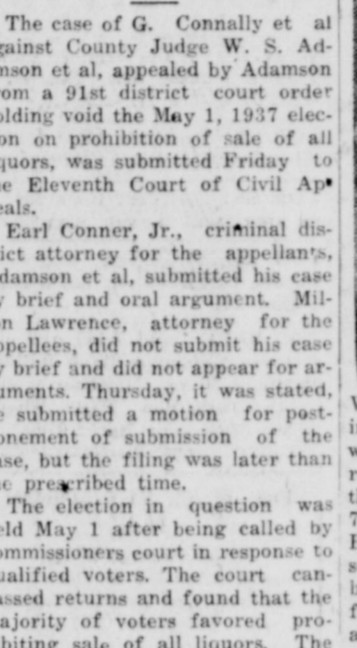 The case of G. Connally et al
gainst County Judge W. S. Ad-
mson et al, appealed by Adamson
om a 91st district court order
olding void the May 1, 1937 elec-
on on prohibition of sale of all
quors, was submitted Friday to
e Eleventh Court of Civil Ap-
eals.
Earl Conner, Jr., criminal dis-
ict attorney for the appellants,
damson et al, submitted his case
y brief and oral argument. Mil-
n Lawrence, attorney for the
ppellees, did not submit his case
y brief and did not appear for ar-
uments. Thursday, it was stated,
e submitted a motion for post-
onement of submission of the
ase, but the filing was later than
he prescribed time.
The election in question was
eld May 1 after being called by
ommissioners court in response to
ualified voters. The court can-
assed returns and found that the
ajority of voters favored pro-
ibiting sale of all liquors. The